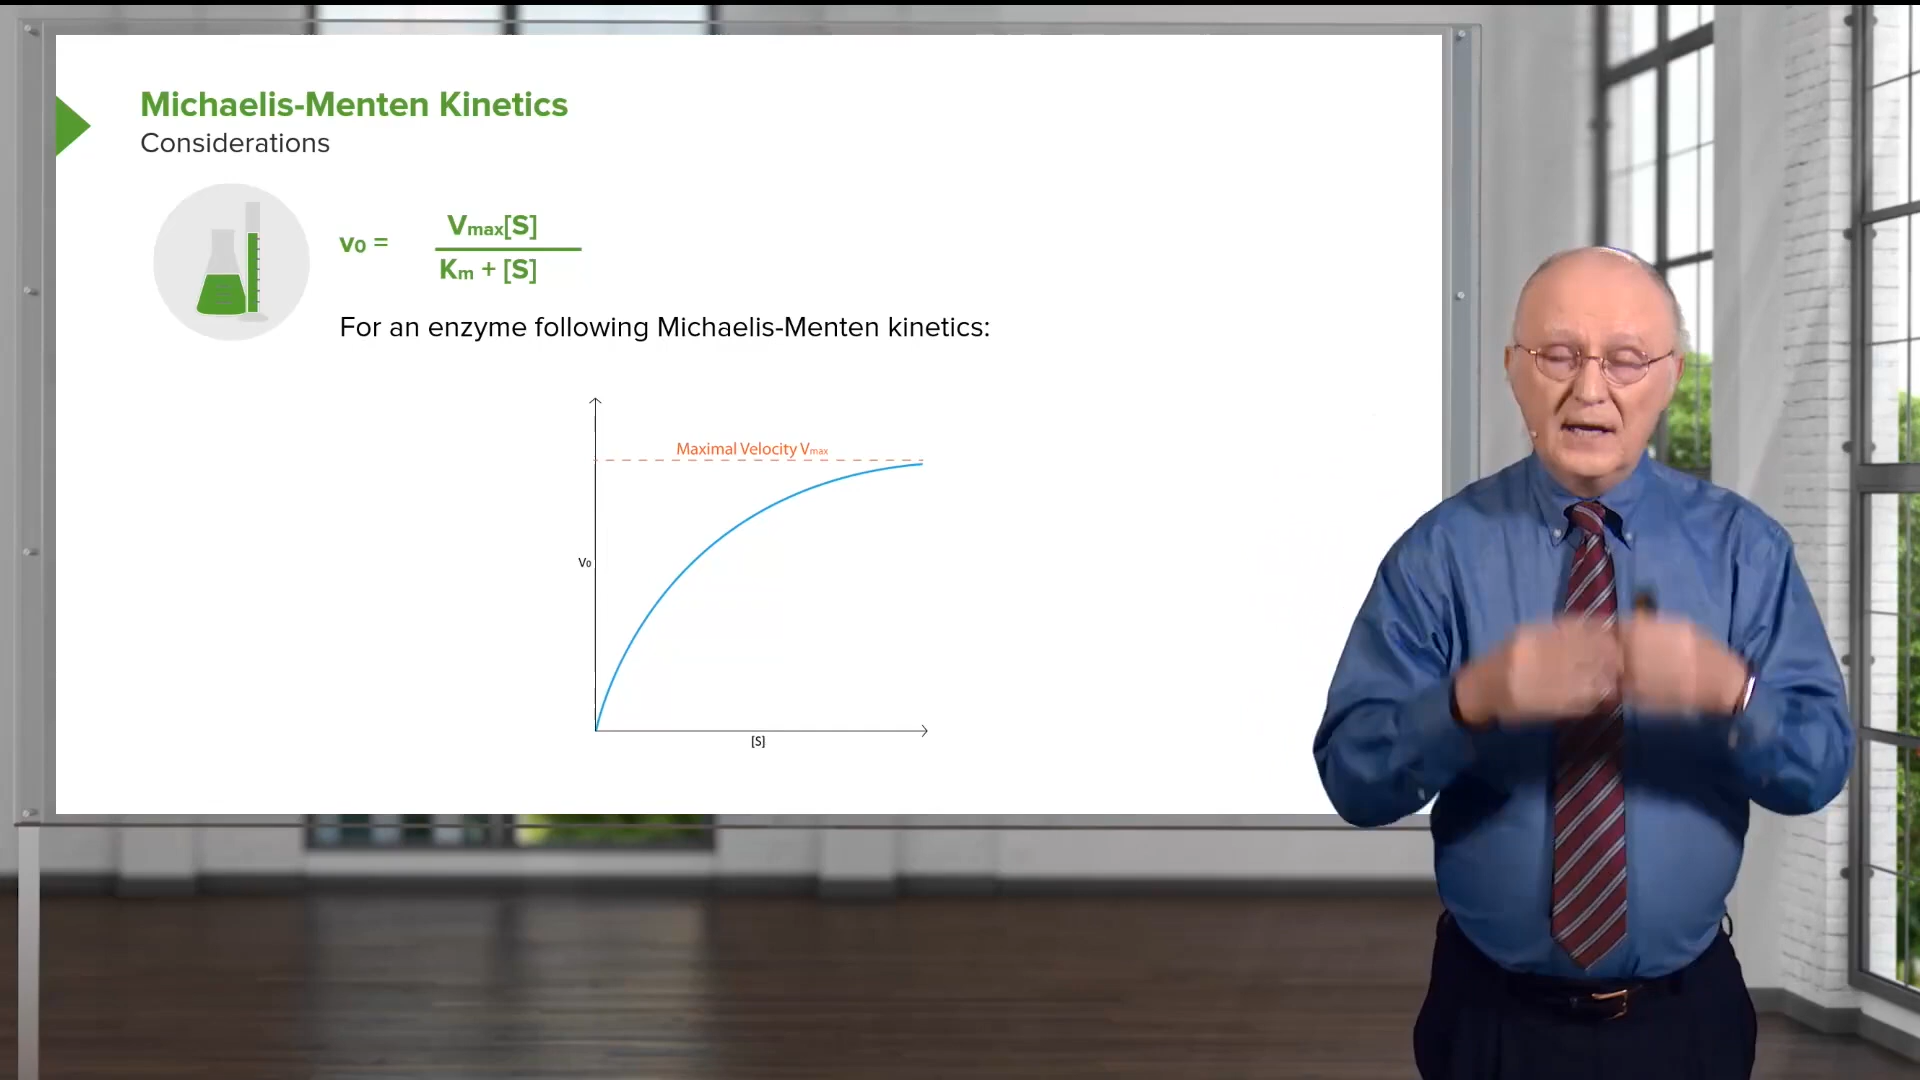 Michaelis-Menten Kinetics
Considerations
v₀ =
Vmax[S]
Km + [S]
For an enzyme following Michaelis-Menten kinetics:
Maximal Velocity Vmax
V₀
[S]